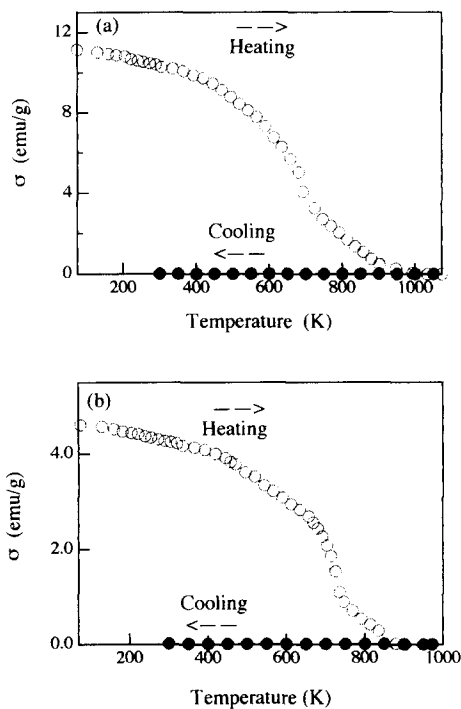 (a)
12
8
4
0
σ (emu/g)
– – >
Heating
Cooling
< – –
200 400 600 800 1000
Temperature (K)
(b)
4.0
2.0
0.0
σ (emu/g)
– – >
Heating
Cooling
< – –
200 400 600 800 1000
Temperature (K)